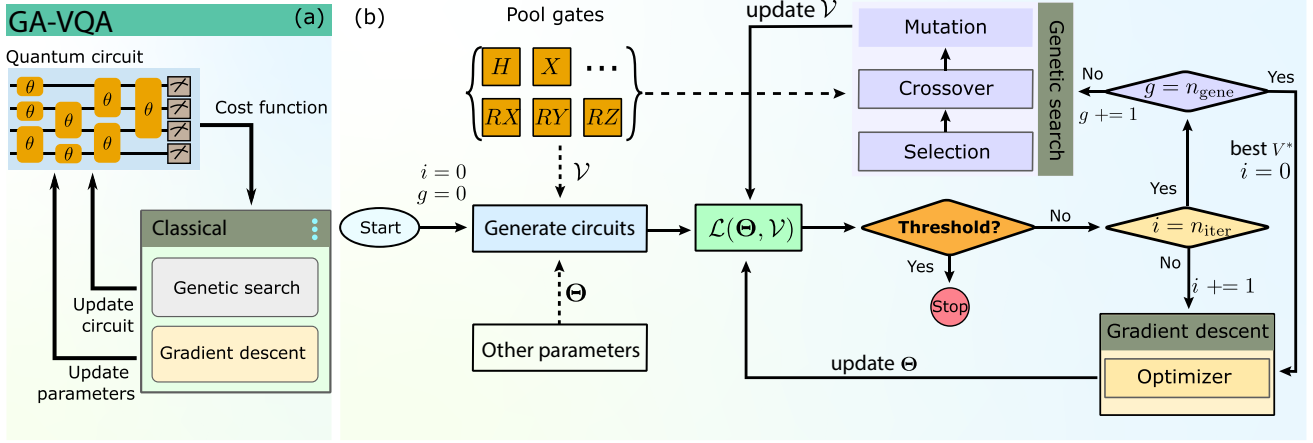 GA-VQA
(a)
Quantum circuit
θ
θ
θ
θ
θ
θ
θ
θ
Cost function
Classical
Genetic search
Gradient descent
Update
circuit
Update
parameters
(b)
Pool gates
H
X
...
RX
RY
RZ
𝒱
i = 0
g = 0
Start
Generate circuits
Θ
Other parameters
update 𝒱
ℒ(Θ, 𝒱)
Mutation
Crossover
Selection
Genetic search
Threshold?
Yes
Stop
No
i = n_iter
Yes
g = n_gene
No
g += 1
Yes
best V*
i = 0
No
i += 1
Gradient descent
Optimizer
update Θ